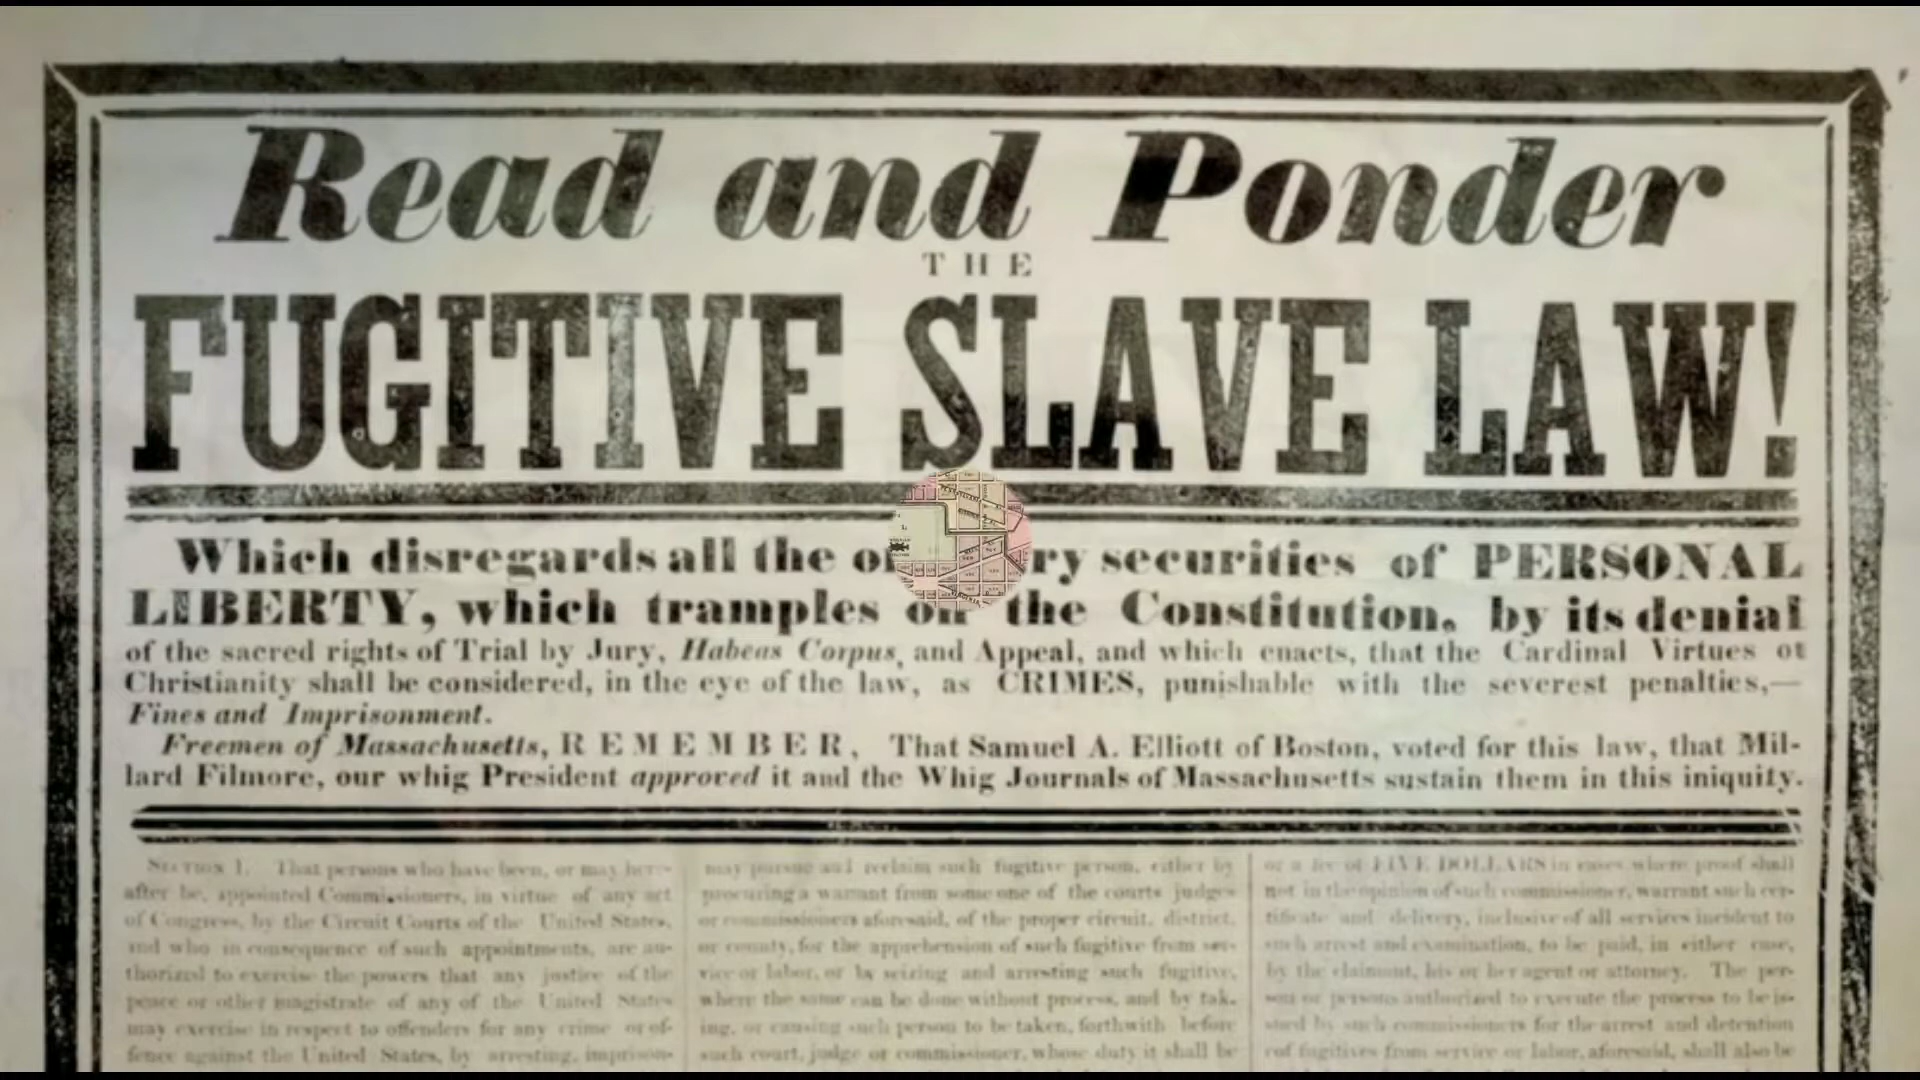 Read and Ponder
THE
FUGITIVE SLAVE LAW!
Which disregards all the ry securities of PERSONAL
LIBERTY, which tramples on the Constitution, by its denial
of the sacred rights of Trial by Jury, Habeas Corpus, and Appeal, and which enacts, that the Cardinal Virtues of
Christianity shall be considered, in the eye of the law, as CRIMES, punishable with the severest penalties,—
Fines and Imprisonment.
Freemen of Massachusetts, REMEMBER, That Samuel A. Elliott of Boston, voted for this law, that Mil-
lard Filmore, our whig President approved it and the Whig Journals of Massachusetts sustain them in this iniquity.
SECTION 1. That persons who have been, or may here-
after be, appointed Commissioners, in virtue of any act
of Congress, by the Circuit Courts of the United States,
and who in consequence of such appointments, are au-
thorized to exercise the powers that any justice of the
peace or other magistrate of any of the United States
may exercise in respect to offenders for any crime or of-
fence against the United States, by arresting, imprison-
may pursue and reclaim such fugitive person, either by
procuring a warrant from some one of the courts judges
or commissioners aforesaid, of the proper circuit, district,
or county, for the apprehension of such fugitive from ser-
vice or labor, or by seizing and arresting such fugitive,
where the same can be done without process, and by tak-
ing, or causing such person to be taken, forthwith before
such court, judge or commissioner, whose duty it shall be
or a fee of FIVE DOLLARS in cases where proof shall
not in the opinion of such commissioner, warrant such cer-
tificate and delivery, inclusive of all services incident to
such arrest and examination, to be paid, in either case,
by the claimant, his or her agent or attorney. The per-
son or persons authorized to execute the process to be is-
sued by such commissioners for the arrest and detention
of fugitives from service or labor, aforesaid, shall also be